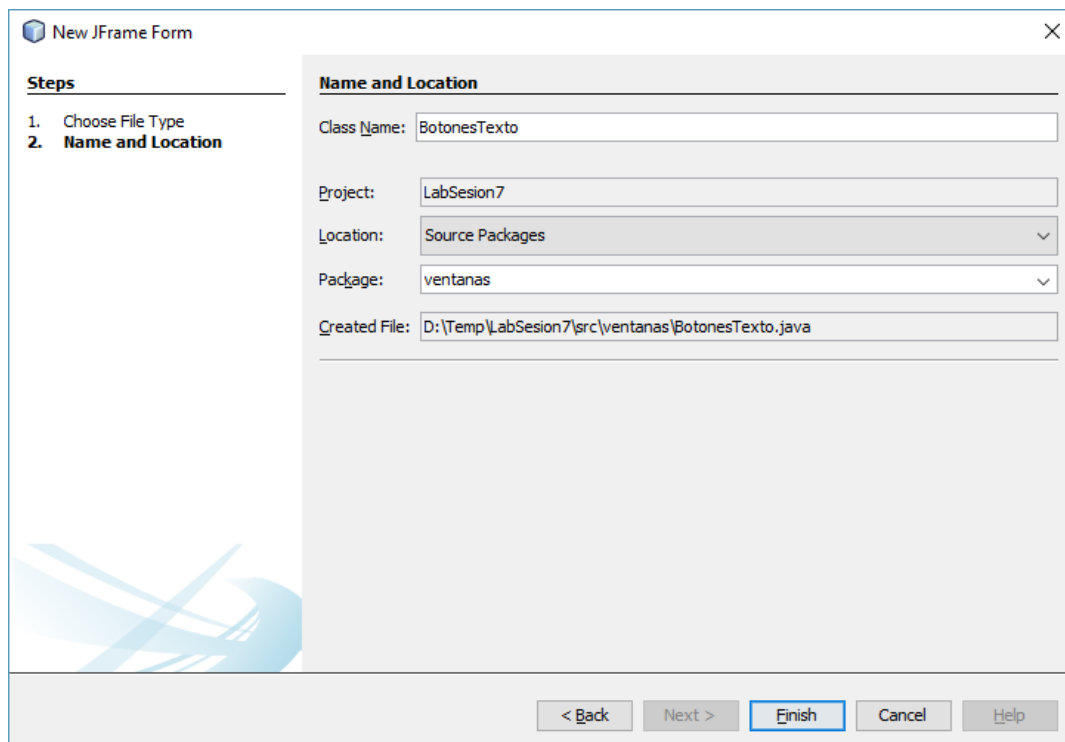 New JFrame Form
Steps
1. Choose File Type
2. Name and Location
Name and Location
Class Name: BotonesTexto
Project: LabSesion7
Location: Source Packages
Package: ventanas
Created File: D:\Temp\LabSesion7\src\ventanas\BotonesTexto.java
< Back Next > Finish Cancel Help